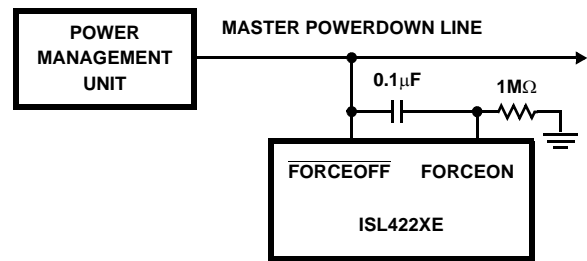 POWER
MANAGEMENT
UNIT
MASTER POWERDOWN LINE
0.1μF
1MΩ
FORCEOFF FORCEON
ISL422XE